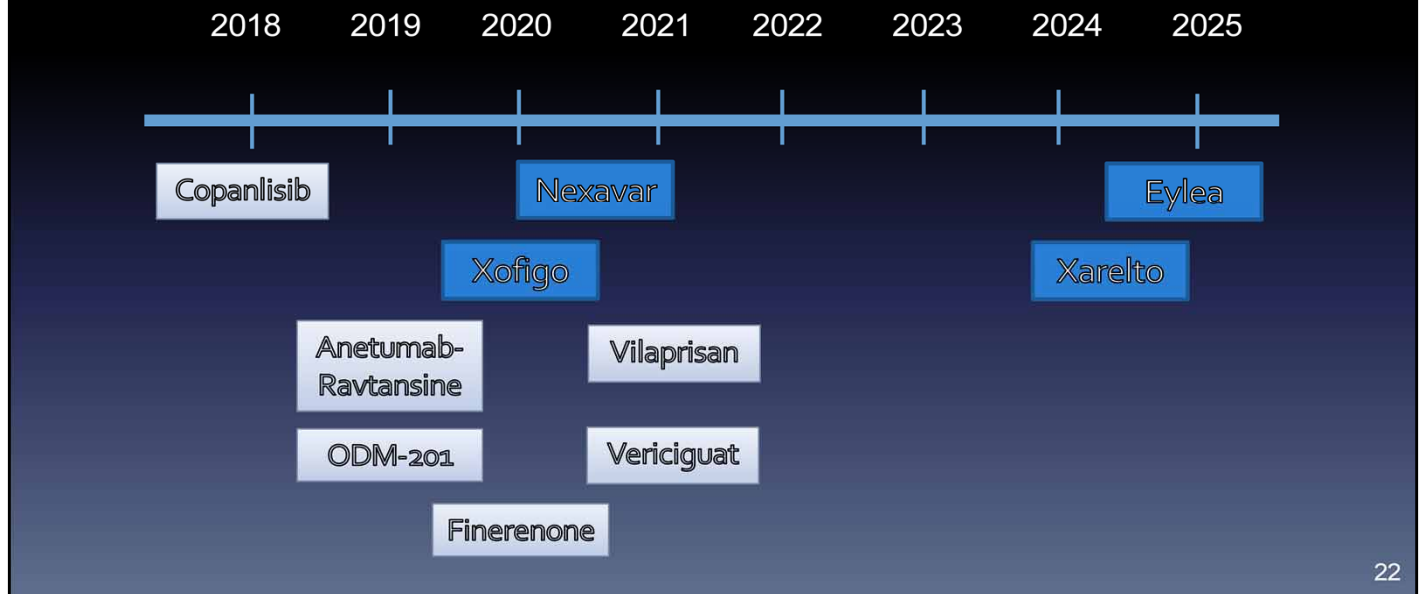 2018 2019 2020 2021 2022 2023 2024 2025
Copanlisib Nexavar Eylea
Xofigo Xarelto
Anetumab-
Ravtansine
Vilaprisan
ODM-201 Vericiguat
Finerenone
22